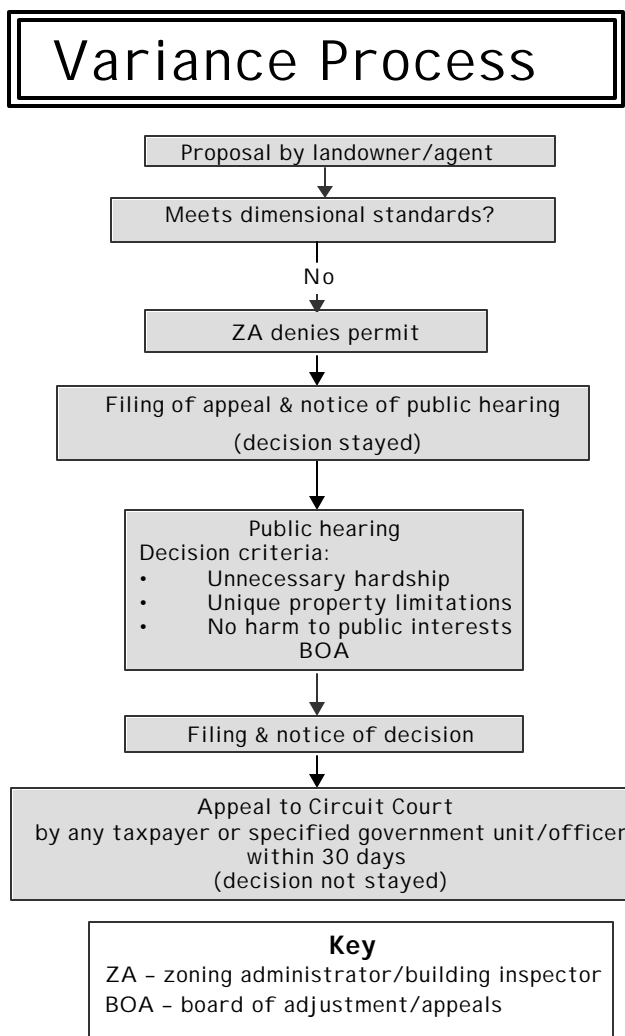 Variance Process
Proposal by landowner/agent
Meets dimensional standards?
No
ZA denies permit
Filing of appeal & notice of public hearing
(decision stayed)
Public hearing
Decision criteria:
• Unnecessary hardship
• Unique property limitations
• No harm to public interests
BOA
Filing & notice of decision
Appeal to Circuit Court
by any taxpayer or specified government unit/officer
within 30 days
(decision not stayed)
Key
ZA – zoning administrator/building inspector
BOA – board of adjustment/appeals